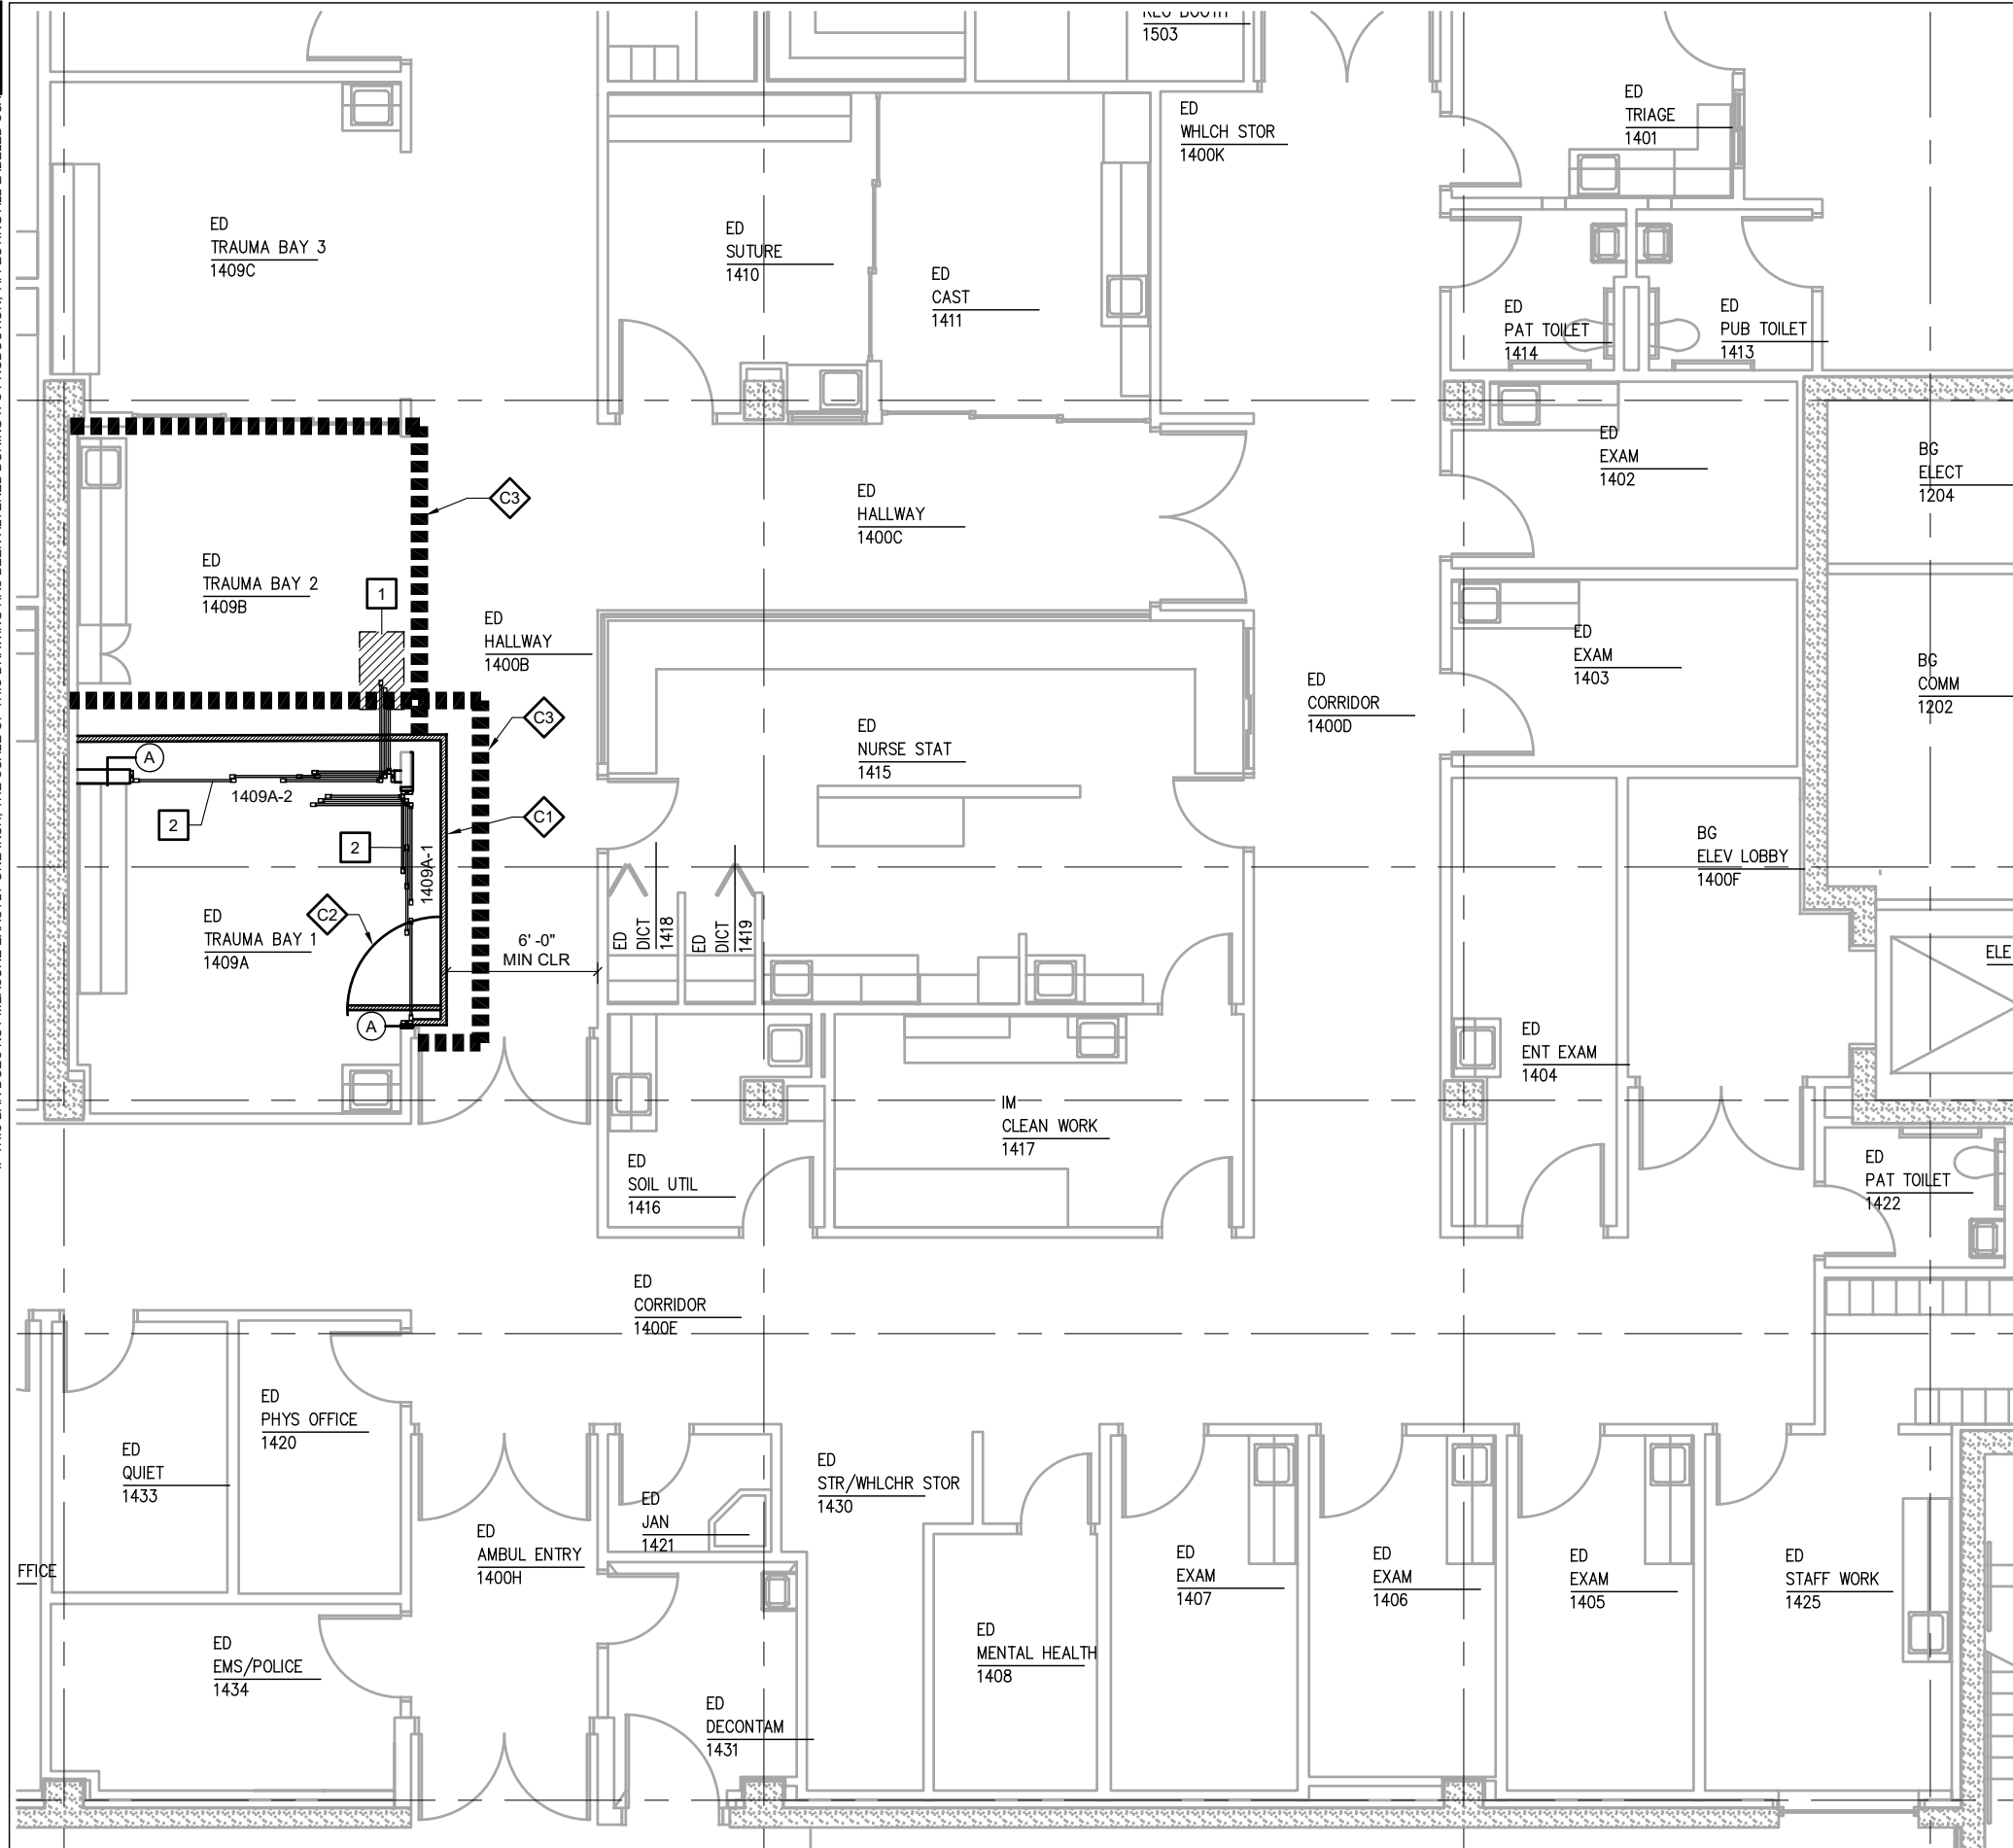 1503
ED
WHLCH STOR
1400K
ED
TRIAGE
1401
ED
TRAUMA BAY 3
1409C
ED
SUTURE
1410
ED
CAST
1411
ED
PAT TOILET
1414
ED
PUB TOILET
1413
ED
EXAM
1402
BG
ELECT
1204
C3
ED
HALLWAY
1400C
ED
TRAUMA BAY 2
1409B
1
ED
HALLWAY
1400B
ED
EXAM
1403
BG
COMM
1202
ED
CORRIDOR
1400D
C3
ED
NURSE STAT
1415
A
1409A-2
2
C1
2
1409A-1
BG
ELEV LOBBY
1400F
C2
ED
TRAUMA BAY 1
1409A
6' -0"
MIN CLR
ED
DICT
1418
ED
DICT
1419
ELE
A
ED
ENT EXAM
1404
IM
CLEAN WORK
1417
ED
SOIL UTIL
1416
ED
PAT TOILET
1422
ED
CORRIDOR
1400E
ED
PHYS OFFICE
1420
ED
QUIET
1433
ED
STR/WHLCHR STOR
1430
ED
JAN
1421
ED
AMBUL ENTRY
1400H
FFICE
ED
EXAM
1407
ED
EXAM
1406
ED
EXAM
1405
ED
STAFF WORK
1425
ED
EMS/POLICE
1434
ED
MENTAL HEALTH
1408
ED
DECONTAM
1431